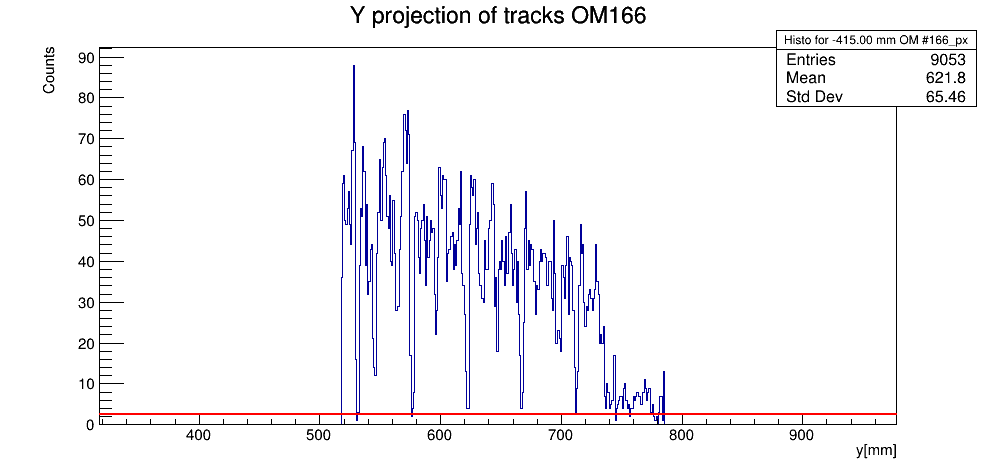 Y projection of tracks OM166
Histo for -415.00 mm OM #166_px
Entries 9053
Mean 621.8
Std Dev 65.46
Counts
90
80
70
60
50
40
30
20
10
0
400 500 600 700 800 900
y[mm]